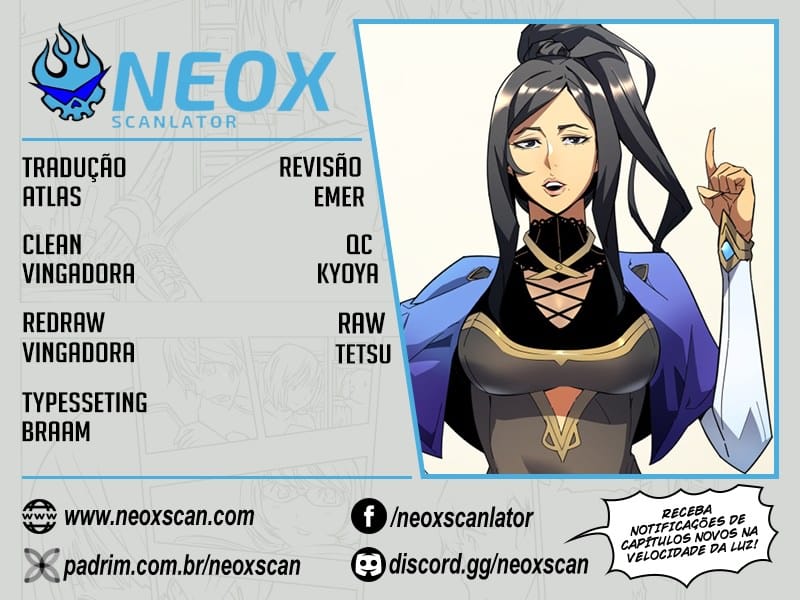 NEOX
SCANLATOR
TRADUÇÃO
ATLAS
REVISÃO
EMER
CLEAN
VINGADORA
QC
KYOYA
REDRAW
VINGADORA
RAW
TETSU
TYPESSETING
BRAAM
www
www.neoxscan.com
/neoxscanlator
padrim.com.br/neoxscan
discord.gg/neoxscan
RECEBA
NOTIFICAÇÕES DE
CAPÍTULOS NOVOS NA
VELOCIDADE DA LUZ!